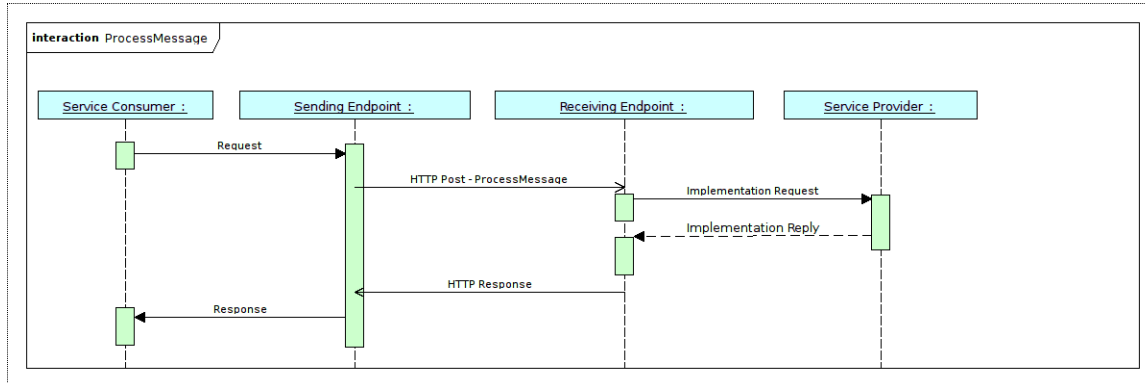 interaction ProcessMessage
Service Consumer :
Sending Endpoint :
Receiving Endpoint :
Service Provider :
Request
HTTP Post - ProcessMessage
Implementation Request
Implementation Reply
HTTP Response
Response